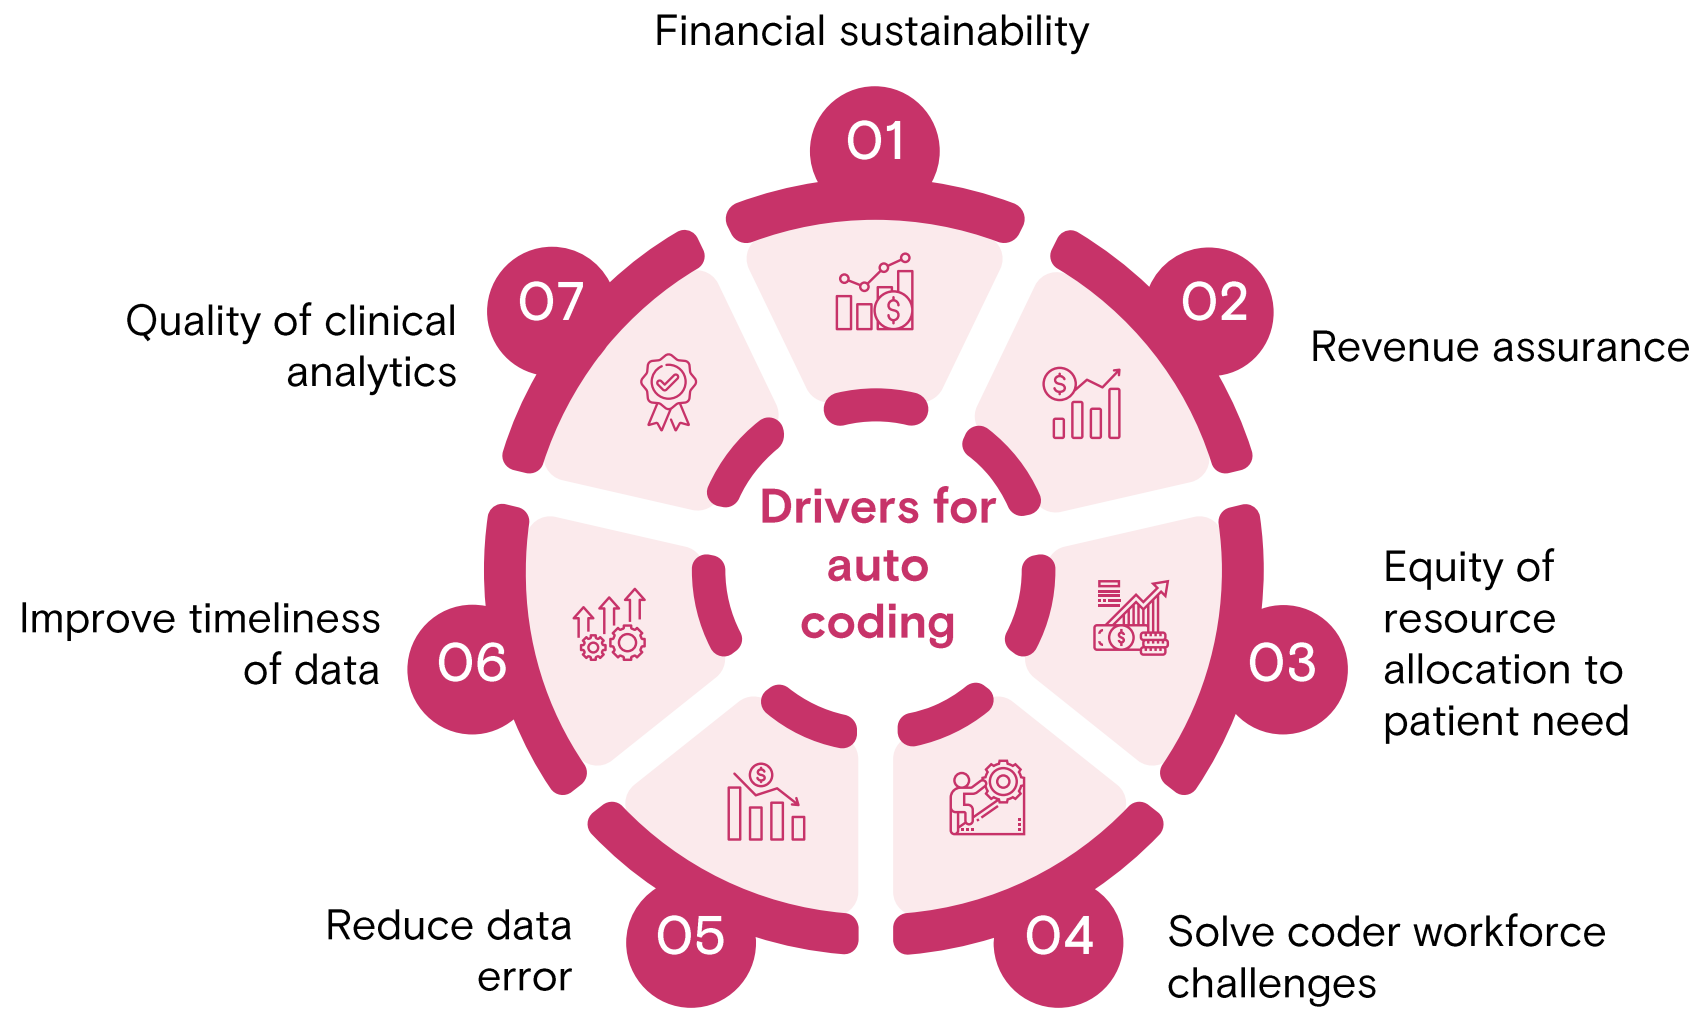 Financial sustainability
01
02
Revenue assurance
03
Equity of
resource
allocation to
patient need
04
Solve coder workforce
challenges
05
Reduce data
error
06
Improve timeliness
of data
07
Quality of clinical
analytics
Drivers for
auto
coding
$
$
$
$